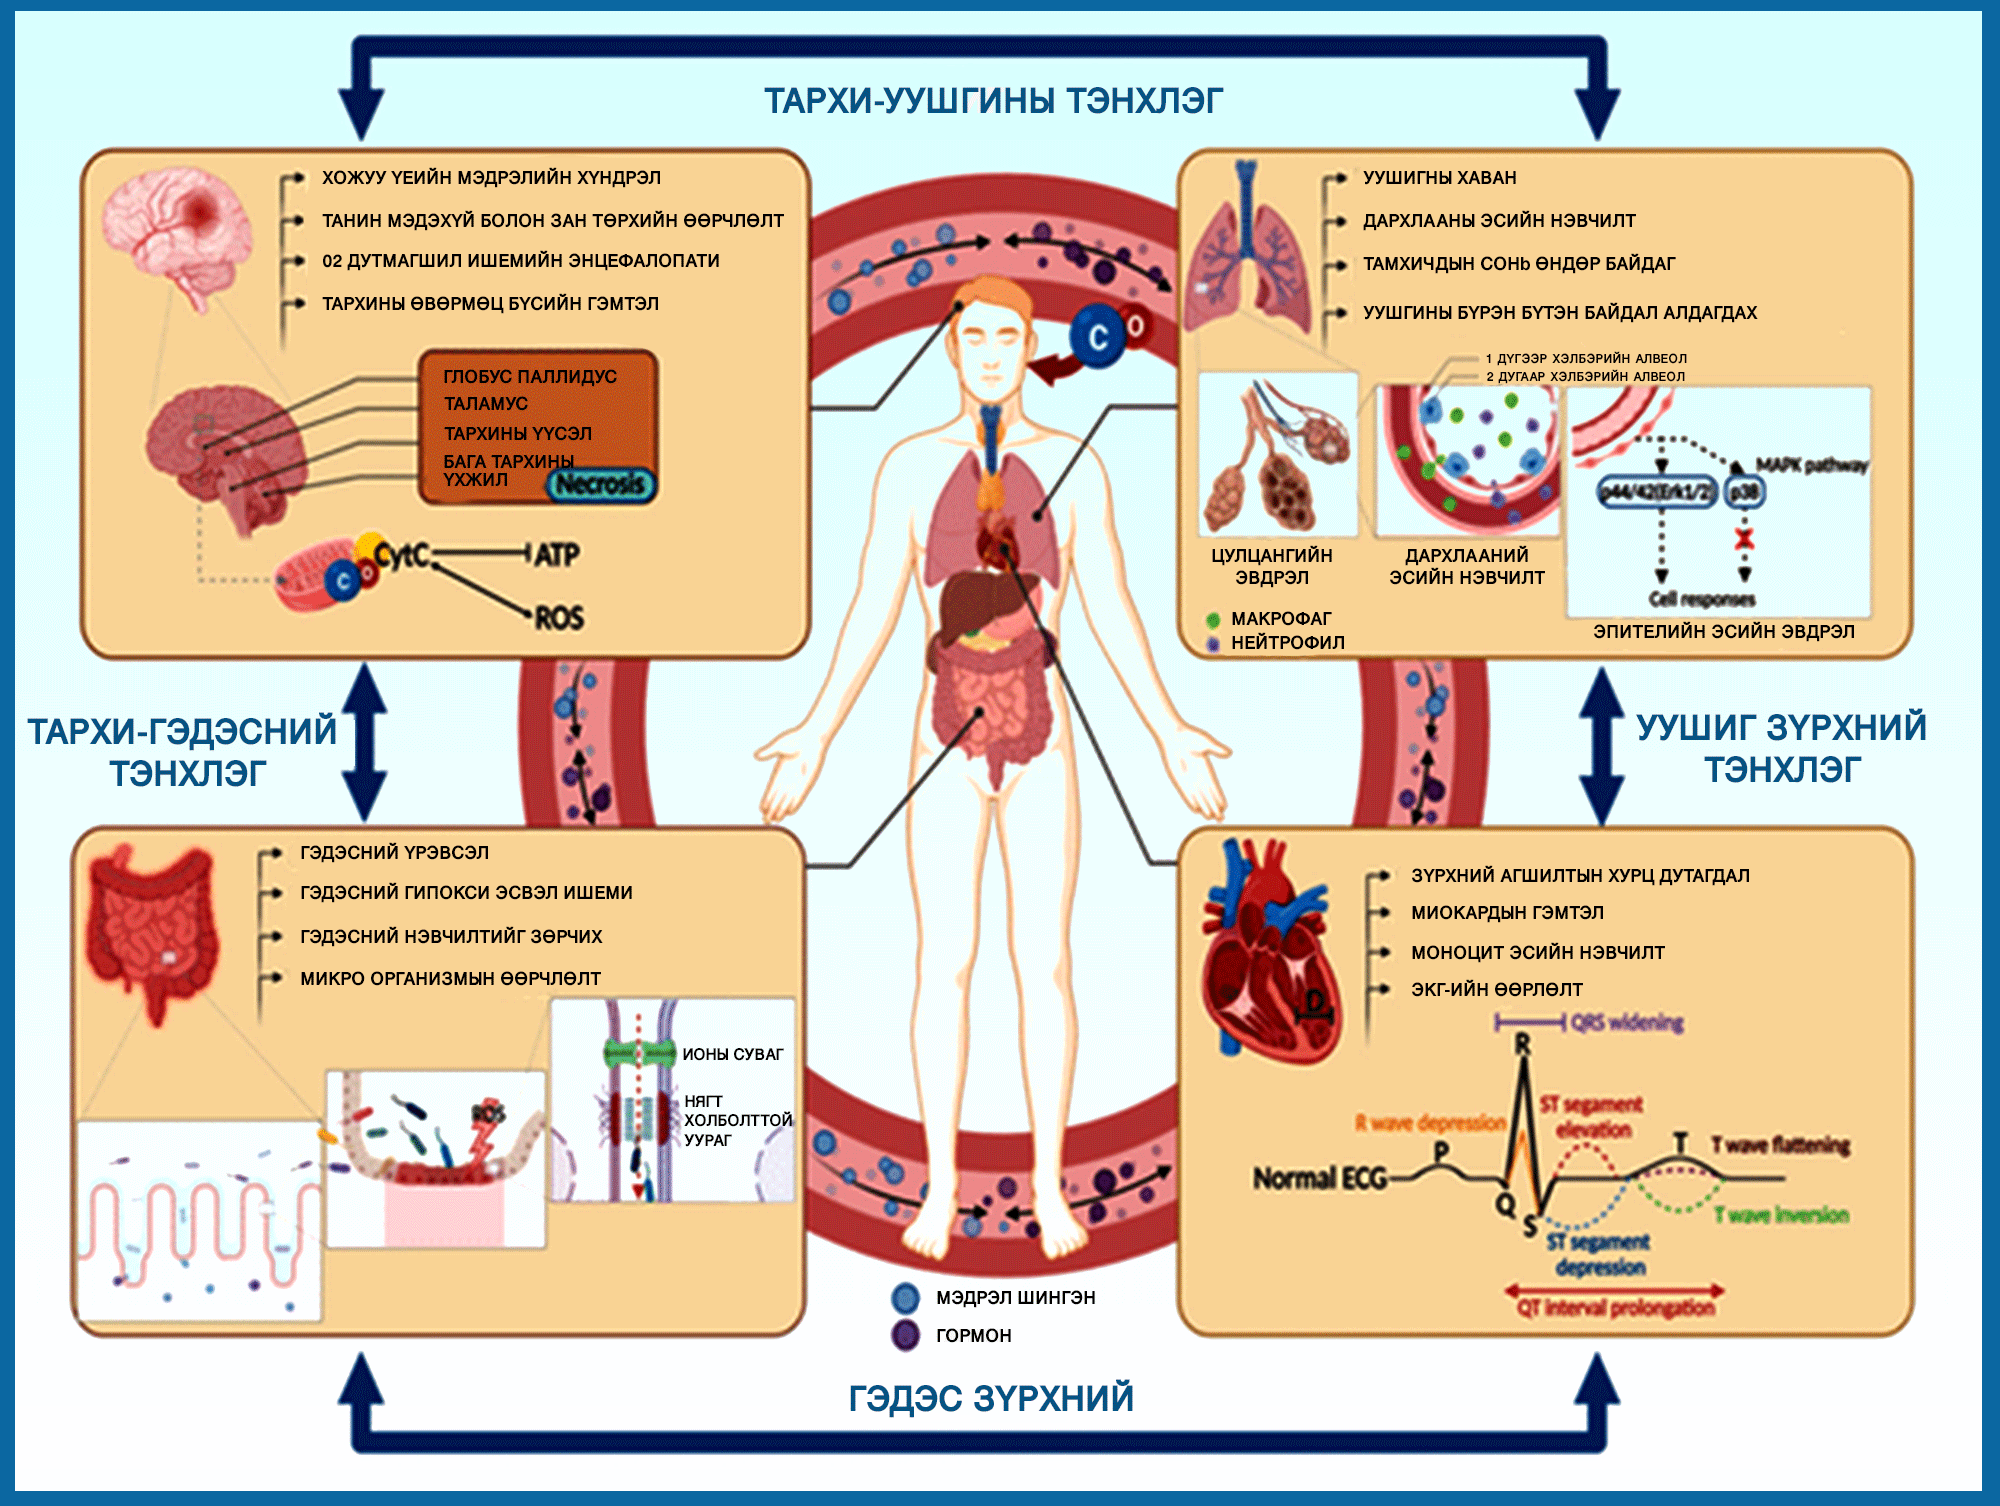 ТАРХИ-УУШГИНЫ ТЭНХЛЭГ
ХОЖУУ ҮЕИЙН МЭДРЭЛИЙН ХҮНДРЭЛ
ТАНИН МЭДЭХҮЙ БОЛОН ЗАН ТӨРХИЙН ӨӨРЧЛӨЛТ
02 ДУТМАГШИЛ ИШЕМИЙН ЭНЦЕФАЛОПАТИ
ТАРХИНЫ ӨВӨРМӨЦ БҮСИЙН ГЭМТЭЛ
ГЛОБУС ПАЛЛИДУС
ТАЛАМУС
ТАРХИНЫ ҮҮСЭЛ
БАГА ТАРХИНЫ
ҮХЖИЛ
Necrosis
C O CytC ATP
ROS
C O
УУШИГНЫ ХАВАН
ДАРХЛААНЫ ЭСИЙН НЭВЧИЛТ
ТАМХИЧДЫН COHb ӨНДӨР БАЙДАГ
УУШГИНЫ БҮРЭН БҮТЭН БАЙДАЛ АЛДАГДАХ
1 ДҮГЭЭР ХЭЛБЭРИЙН АЛВЕОЛ
2 ДУГААР ХЭЛБЭРИЙН АЛВЕОЛ
MAPK pathway
p44/42(Erk1/2) p38
Cell responses
ЦУЛЦАНГИЙН
ЭВДРЭЛ
ДАРХЛААНИЙ
ЭСИЙН НЭВЧИЛТ
ЭПИТЕЛИЙН ЭСИЙН ЭВДРЭЛ
МАКРОФАГ
НЕЙТРОФИЛ
ТАРХИ-ГЭДЭСНИЙ
ТЭНХЛЭГ
УУШИГ ЗҮРХНИЙ
ТЭНХЛЭГ
ГЭДЭСНИЙ ҮРЭВСЭЛ
ГЭДЭСНИЙ ГИПОКСИ ЭСВЭЛ ИШЕМИ
ГЭДЭСНИЙ НЭВЧИЛТИЙГ ЗӨРЧИХ
МИКРО ОРГАНИЗМЫН ӨӨРЧЛӨЛТ
ROS
ИОНЫ СУВАГ
НЯГТ
ХОЛБОЛТТОЙ
УУРАГ
ЗҮРХНИЙ АГШИЛТЫН ХУРЦ ДУТАГДАЛ
МИОКАРДЫН ГЭМТЭЛ
МОНОЦИТ ЭСИЙН НЭВЧИЛТ
ЭКГ-ИЙН ӨӨРЛӨЛТ
D
QRS widening
R
ST segament
elevation
R wave depression
P
T
T wave flattening
Normal ECG
Q
S
T wave inversion
ST segament
depression
QT interval prolongation
МЭДРЭЛ ШИНГЭН
ГОРМОН
ГЭДЭС ЗҮРХНИЙ